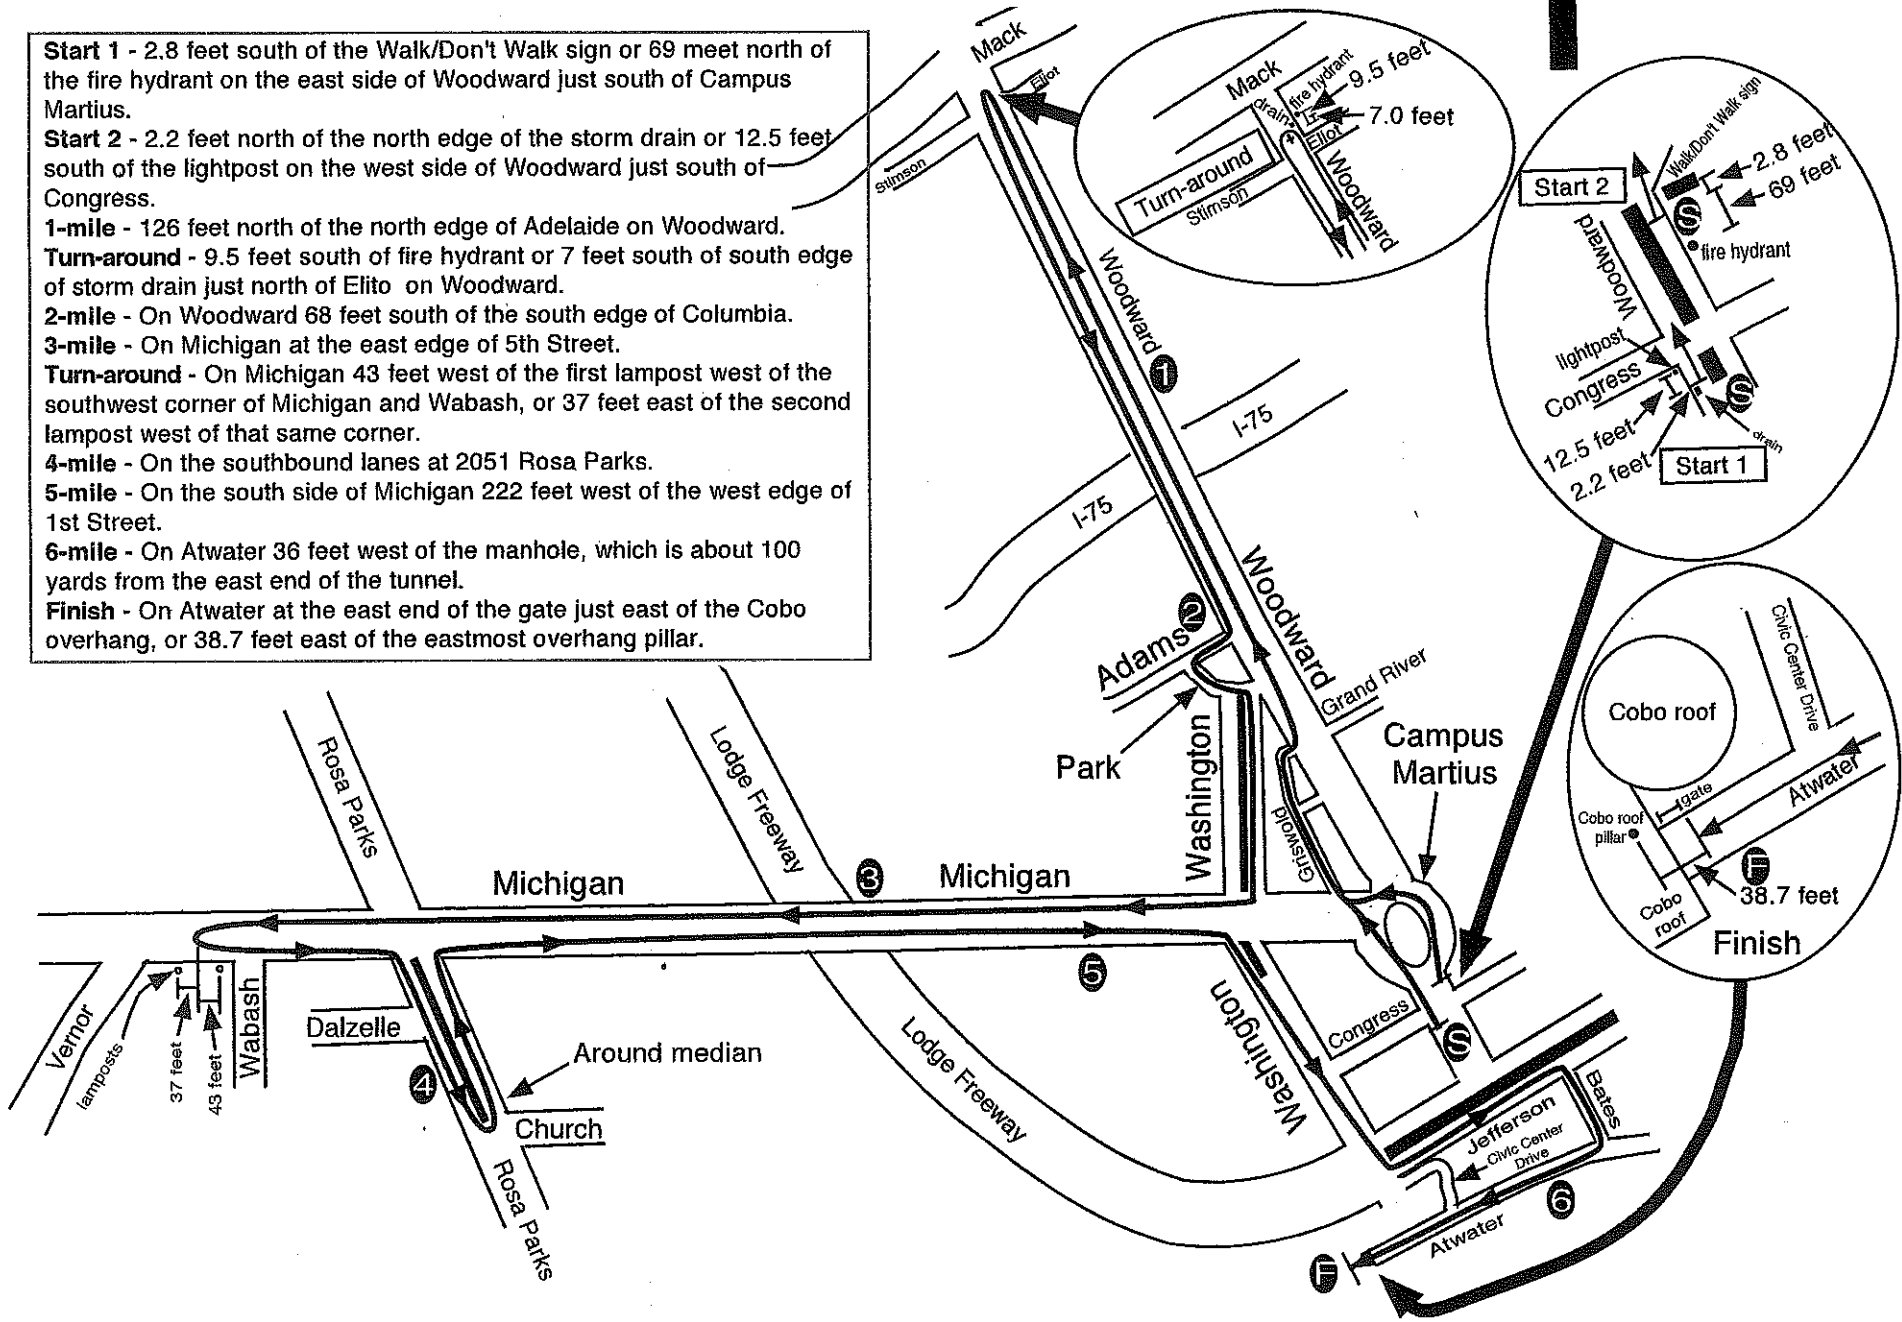 Start 1 - 2.8 feet south of the Walk/Don't Walk sign or 69 meet north of
the fire hydrant on the east side of Woodward just south of Campus
Martius.
Start 2 - 2.2 feet north of the north edge of the storm drain or 12.5 feet
south of the lightpost on the west side of Woodward just south of
Congress.
1-mile - 126 feet north of the north edge of Adelaide on Woodward.
Turn-around - 9.5 feet south of fire hydrant or 7 feet south of south edge
of storm drain just north of Elito on Woodward.
2-mile - On Woodward 68 feet south of the south edge of Columbia.
3-mile - On Michigan at the east edge of 5th Street.
Turn-around - On Michigan 43 feet west of the first lampost west of the
southwest corner of Michigan and Wabash, or 37 feet east of the second
lampost west of that same corner.
4-mile - On the southbound lanes at 2051 Rosa Parks.
5-mile - On the south side of Michigan 222 feet west of the west edge of
1st Street.
6-mile - On Atwater 36 feet west of the manhole, which is about 100
yards from the east end of the tunnel.
Finish - On Atwater at the east end of the gate just east of the Cobo
overhang, or 38.7 feet east of the eastmost overhang pillar.
Mack
Eliot
Stimson
Mack
drain
fire hydrant
9.5 feet
7.0 feet
Eliot
Turn-around
Stimson
Woodward
Walk/Don't Walk sign
2.8 feet
69 feet
Start 2
S
Woodward
fire hydrant
lightpost
Congress
S
12.5 feet
2.2 feet
drain
Start 1
Woodward
1
I-75
I-75
Woodward
2
Adams
Grand River
Park
Washington
Campus
Martius
Griswold
Cobo roof
Civic Center Drive
gate
Atwater
Cobo roof
pillar
F
38.7 feet
Cobo
roof
Finish
Rosa Parks
Lodge Freeway
3
Michigan
Michigan
5
Vernor
lamposts
37 feet
43 feet
Wabash
Dalzelle
4
Around median
Church
Rosa Parks
Lodge Freeway
Washington
Congress
S
Bates
Jefferson
Civic Center
Drive
6
Atwater
F